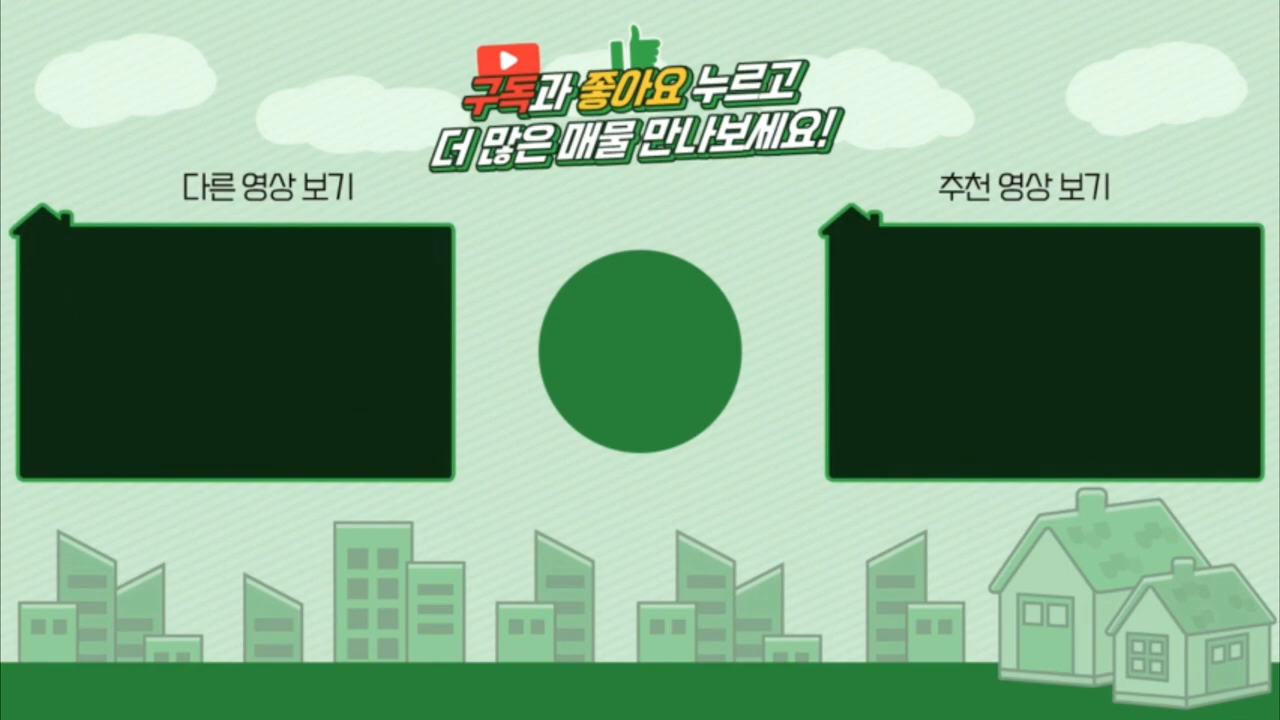 구독과 좋아요 누르고
더 많은 매물 만나보세요!
다른 영상 보기
추천 영상 보기